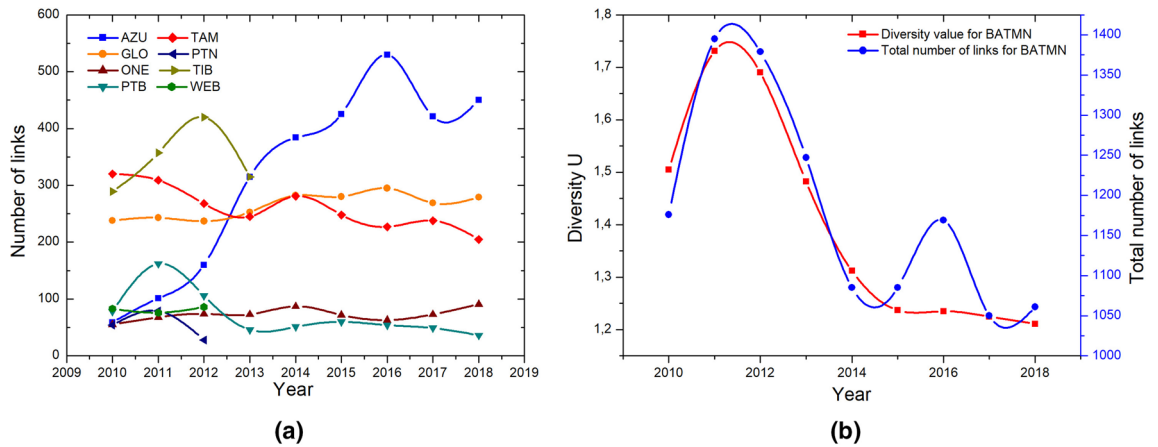 600
500
400
300
200
100
0
Number of links
AZU TAM
GLO PTN
ONE TIB
PTB WEB
2009 2010 2011 2012 2013 2014 2015 2016 2017 2018 2019
Year
(a)
1,8
1,7
1,6
1,5
1,4
1,3
1,2
Diversity U
Diversity value for BATMN
Total number of links for BATMN
1400
1350
1300
1250
1200
1150
1100
1050
1000
Total number of links
2010 2012 2014 2016 2018
Year
(b)